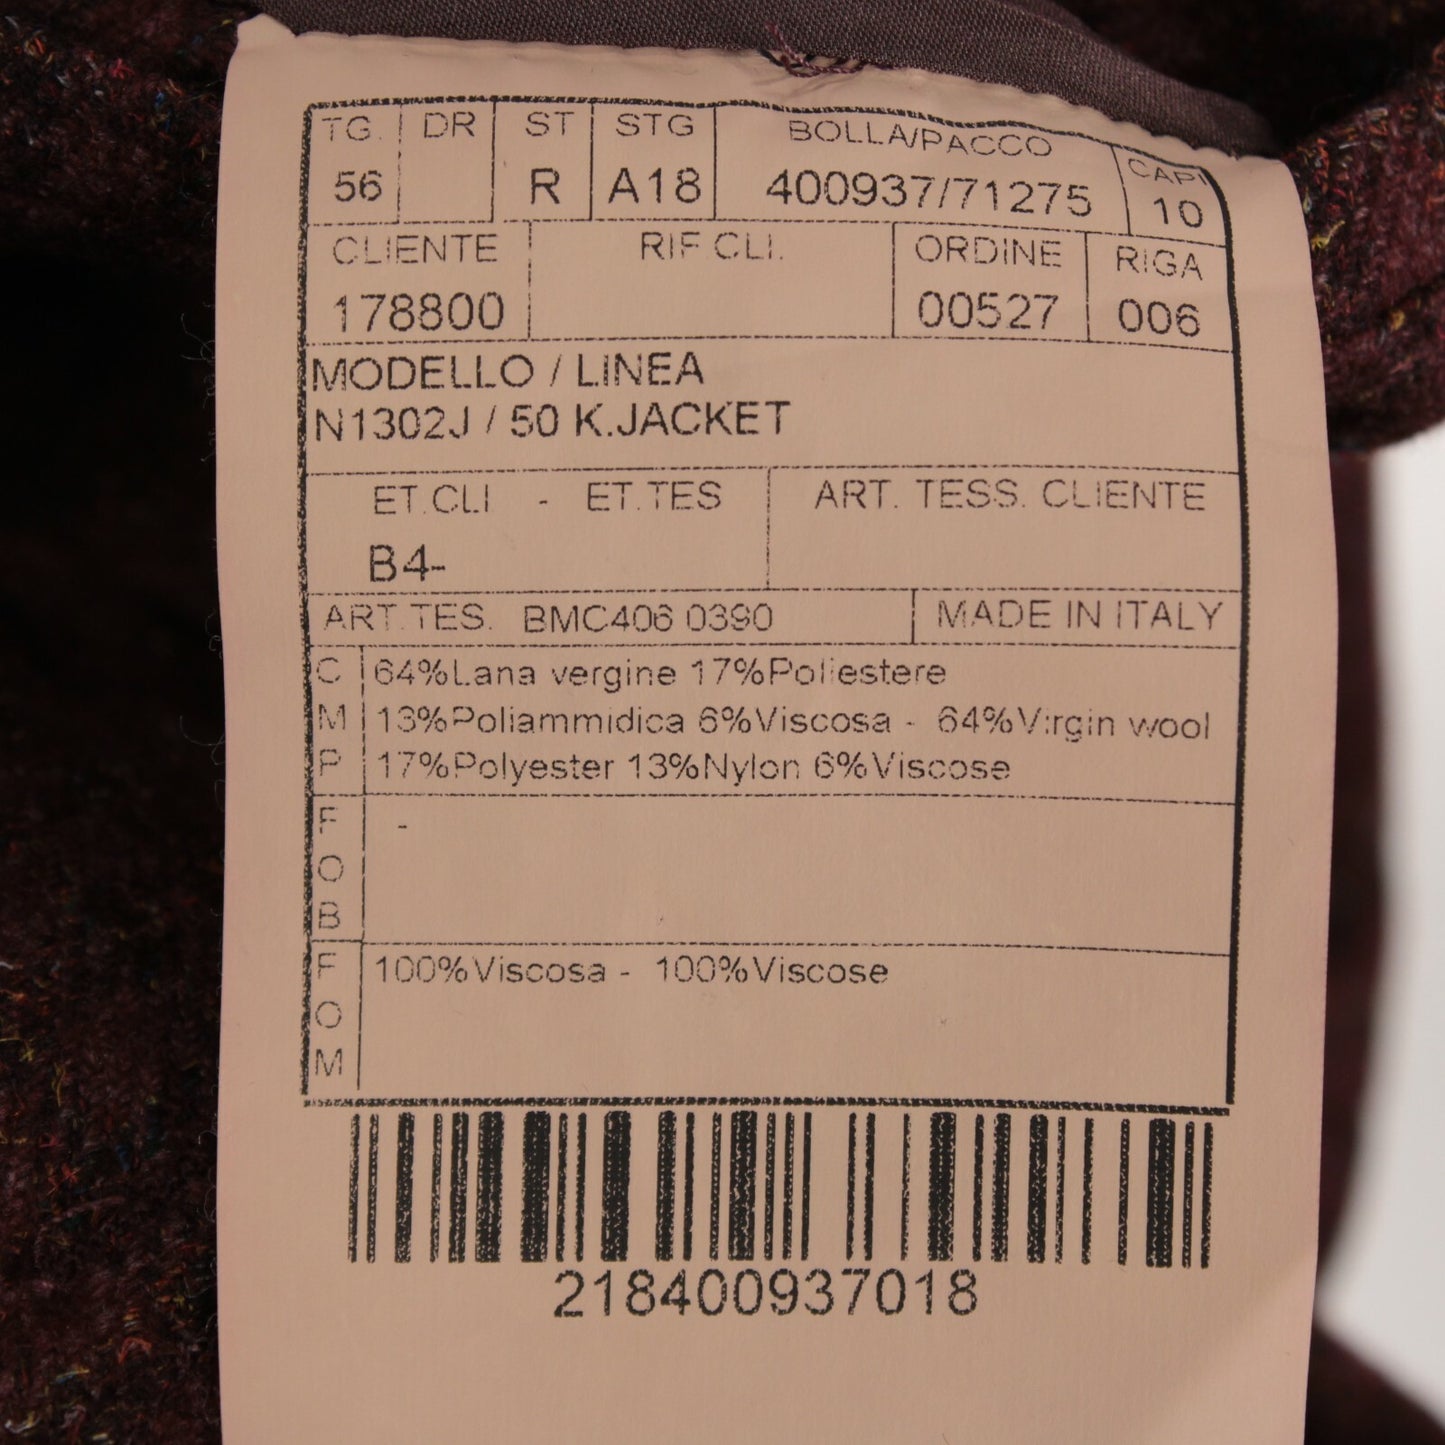 TG. DR ST STG BOLLA/PACCO CAPI
56 R A18 400937/71275 10
CLIENTE RIF.CLI. ORDINE RIGA
178800 00527 006
MODELLO / LINEA
N1302J / 50 K.JACKET
ET.CLI - ET.TES ART. TESS. CLIENTE
B4-
ART.TES. BMC406 0390 MADE IN ITALY
C 64%Lana vergine 17%Poliestere
M 13%Poliammidica 6%Viscosa - 64%Virgin wool
P 17%Polyester 13%Nylon 6%Viscose
F -
O
B
F 100%Viscosa - 100%Viscose
O
M
218400937018